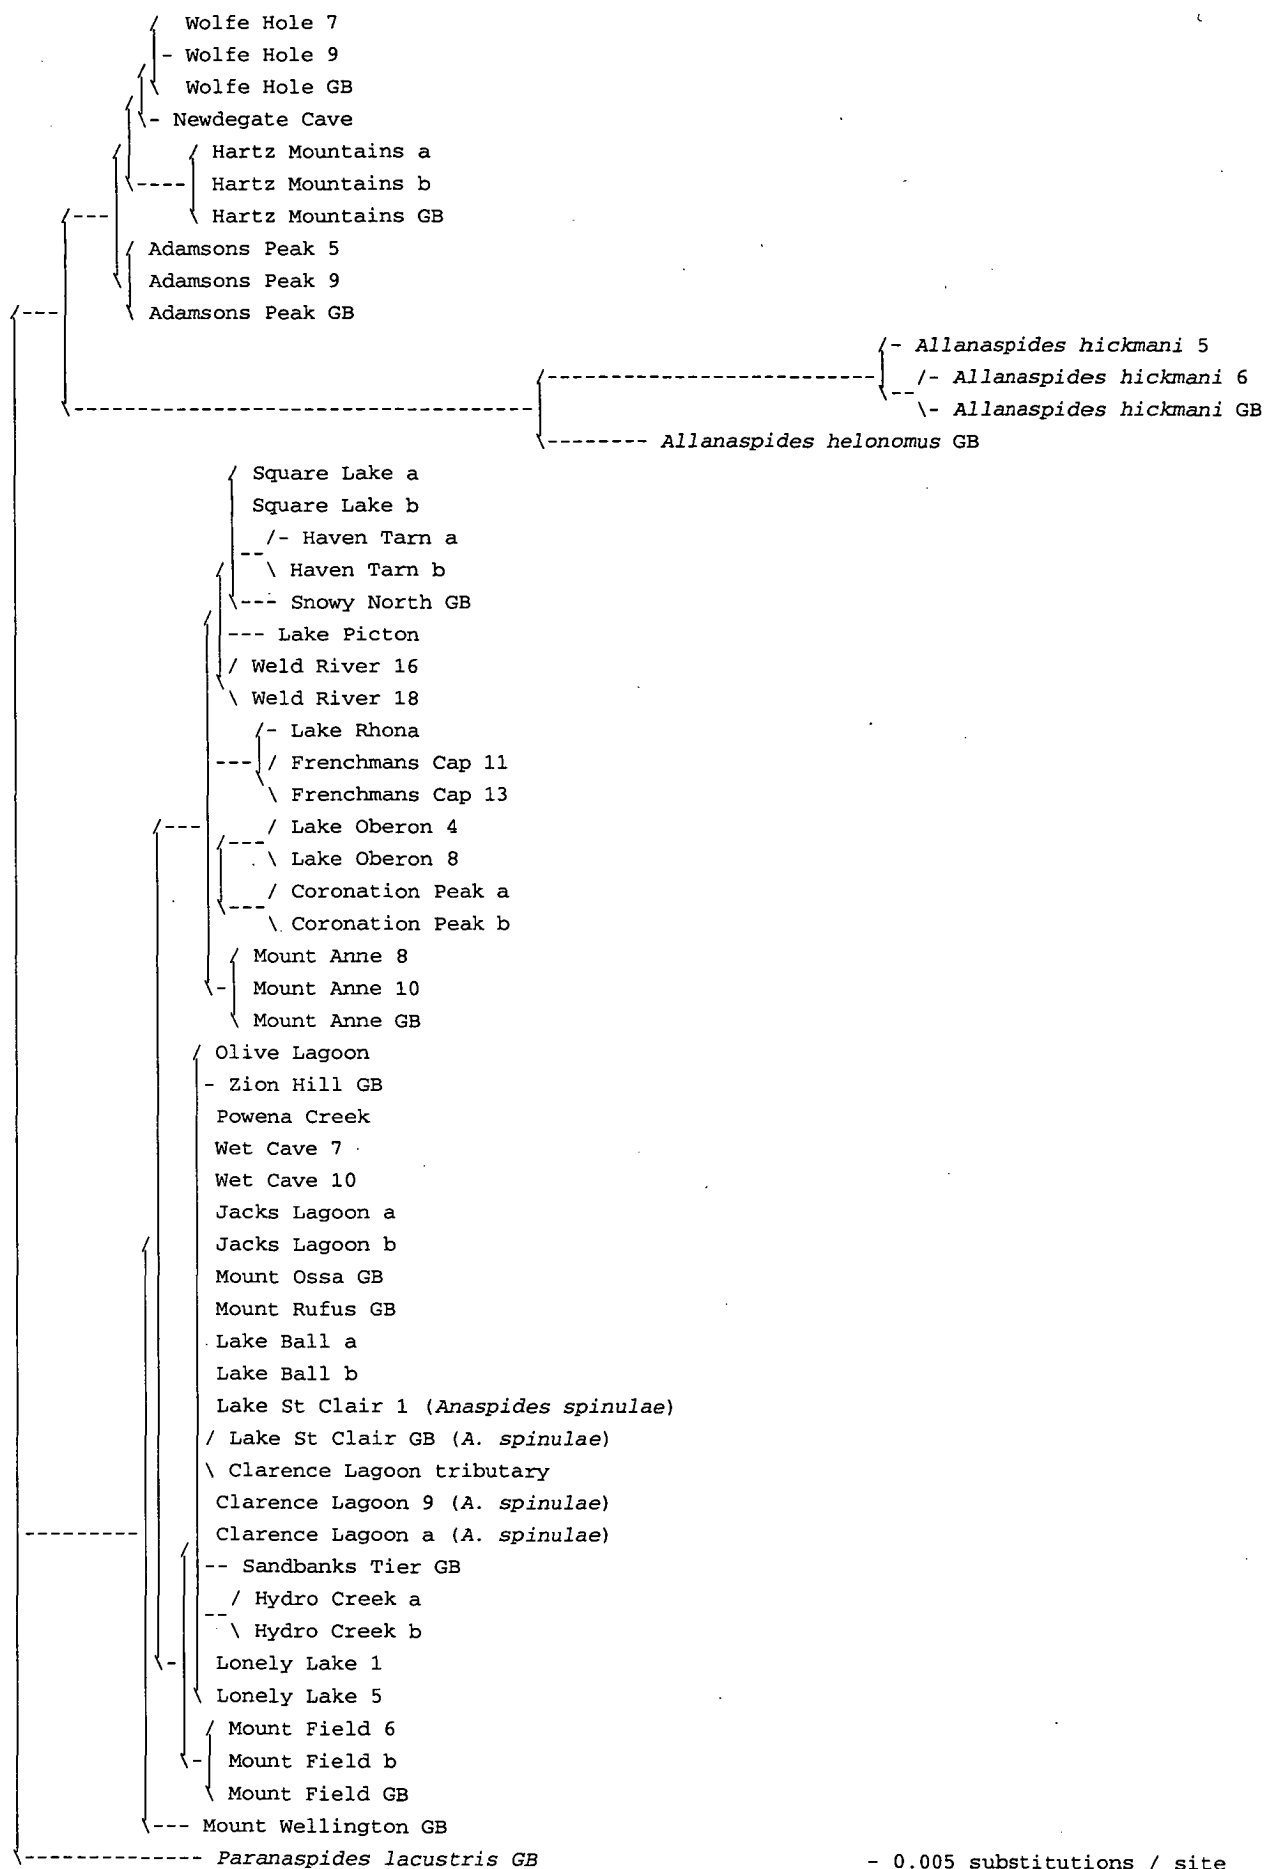 Wolfe Hole 7
Wolfe Hole 9
Wolfe Hole GB
Newdegate Cave
Hartz Mountains a
Hartz Mountains b
Hartz Mountains GB
Adamsons Peak 5
Adamsons Peak 9
Adamsons Peak GB
Allanaspides hickmani 5
Allanaspides hickmani 6
Allanaspides hickmani GB
Allanaspides helonomus GB
Square Lake a
Square Lake b
Haven Tarn a
Haven Tarn b
Snowy North GB
Lake Picton
Weld River 16
Weld River 18
Lake Rhona
Frenchmans Cap 11
Frenchmans Cap 13
Lake Oberon 4
Lake Oberon 8
Coronation Peak a
Coronation Peak b
Mount Anne 8
Mount Anne 10
Mount Anne GB
Olive Lagoon
Zion Hill GB
Powena Creek
Wet Cave 7
Wet Cave 10
Jacks Lagoon a
Jacks Lagoon b
Mount Ossa GB
Mount Rufus GB
Lake Ball a
Lake Ball b
Lake St Clair 1 (Anaspides spinulae)
Lake St Clair GB (A. spinulae)
Clarence Lagoon tributary
Clarence Lagoon 9 (A. spinulae)
Clarence Lagoon a (A. spinulae)
Sandbanks Tier GB
Hydro Creek a
Hydro Creek b
Lonely Lake 1
Lonely Lake 5
Mount Field 6
Mount Field b
Mount Field GB
Mount Wellington GB
Paranaspides lacustris GB
- 0.005 substitutions / site